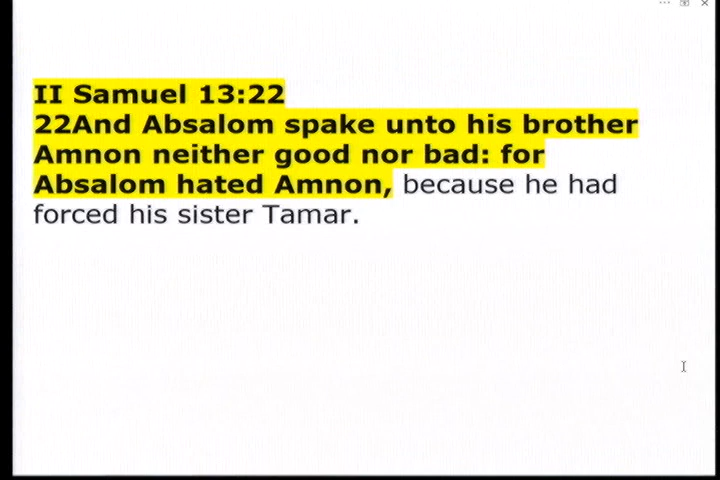 II Samuel 13:22
22And Absalom spake unto his brother
Amnon neither good nor bad: for
Absalom hated Amnon, because he had
forced his sister Tamar.